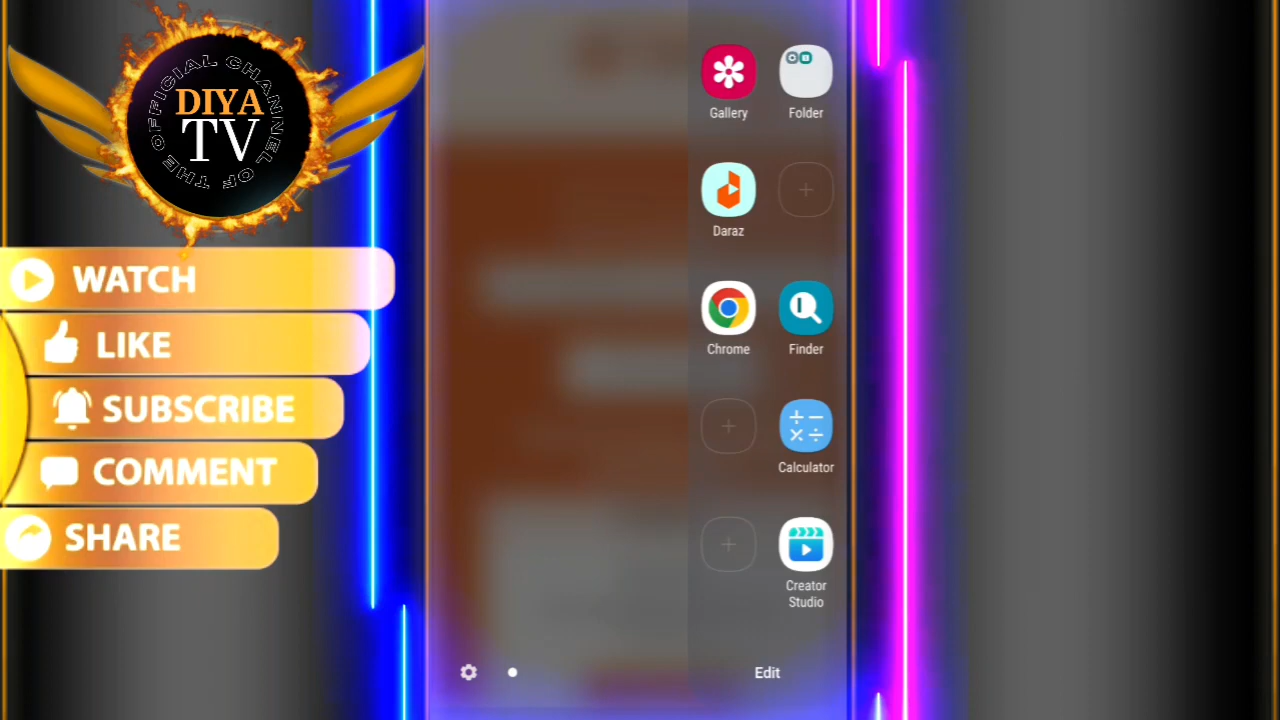 THE OFFICIAL CHANNEL OF THE
DIYA
TV
WATCH
LIKE
SUBSCRIBE
COMMENT
SHARE
Gallery
Folder
Daraz
Chrome
Finder
Calculator
Creator
Studio
Edit